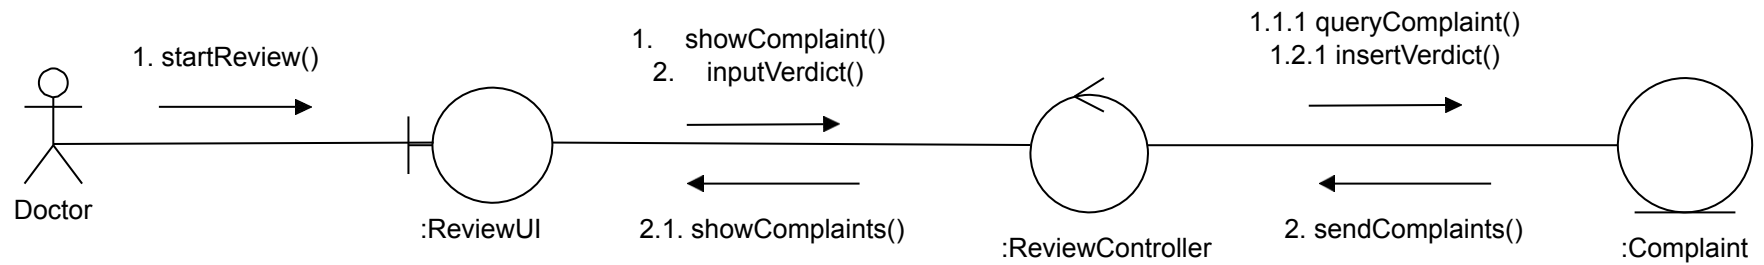 1.1.1 queryComplaint()
1.2.1 insertVerdict()
1. showComplaint()
2. inputVerdict()
1. startReview()
Doctor
:ReviewUI
2.1. showComplaints()
:ReviewController
2. sendComplaints()
:Complaint